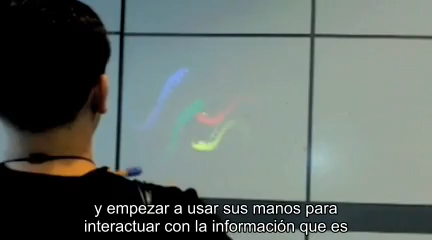 y empezar a usar sus manos para
interactuar con la información que es